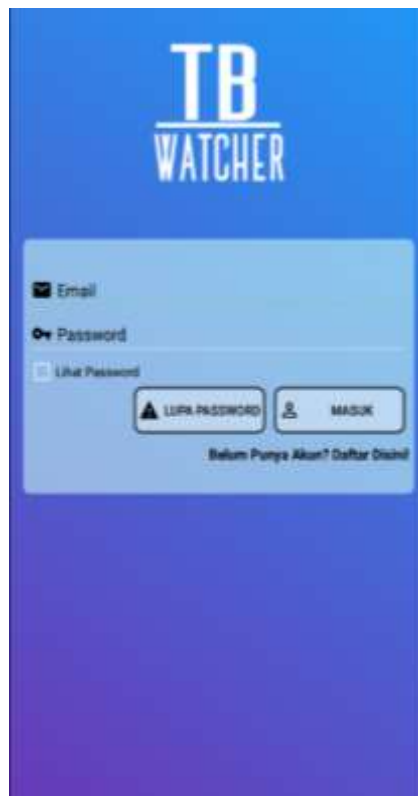 TB
WATCHER
Email
Password
Lihat Password
LUPA PASSWORD
MASUK
Belum Punya Akun? Daftar Disini!